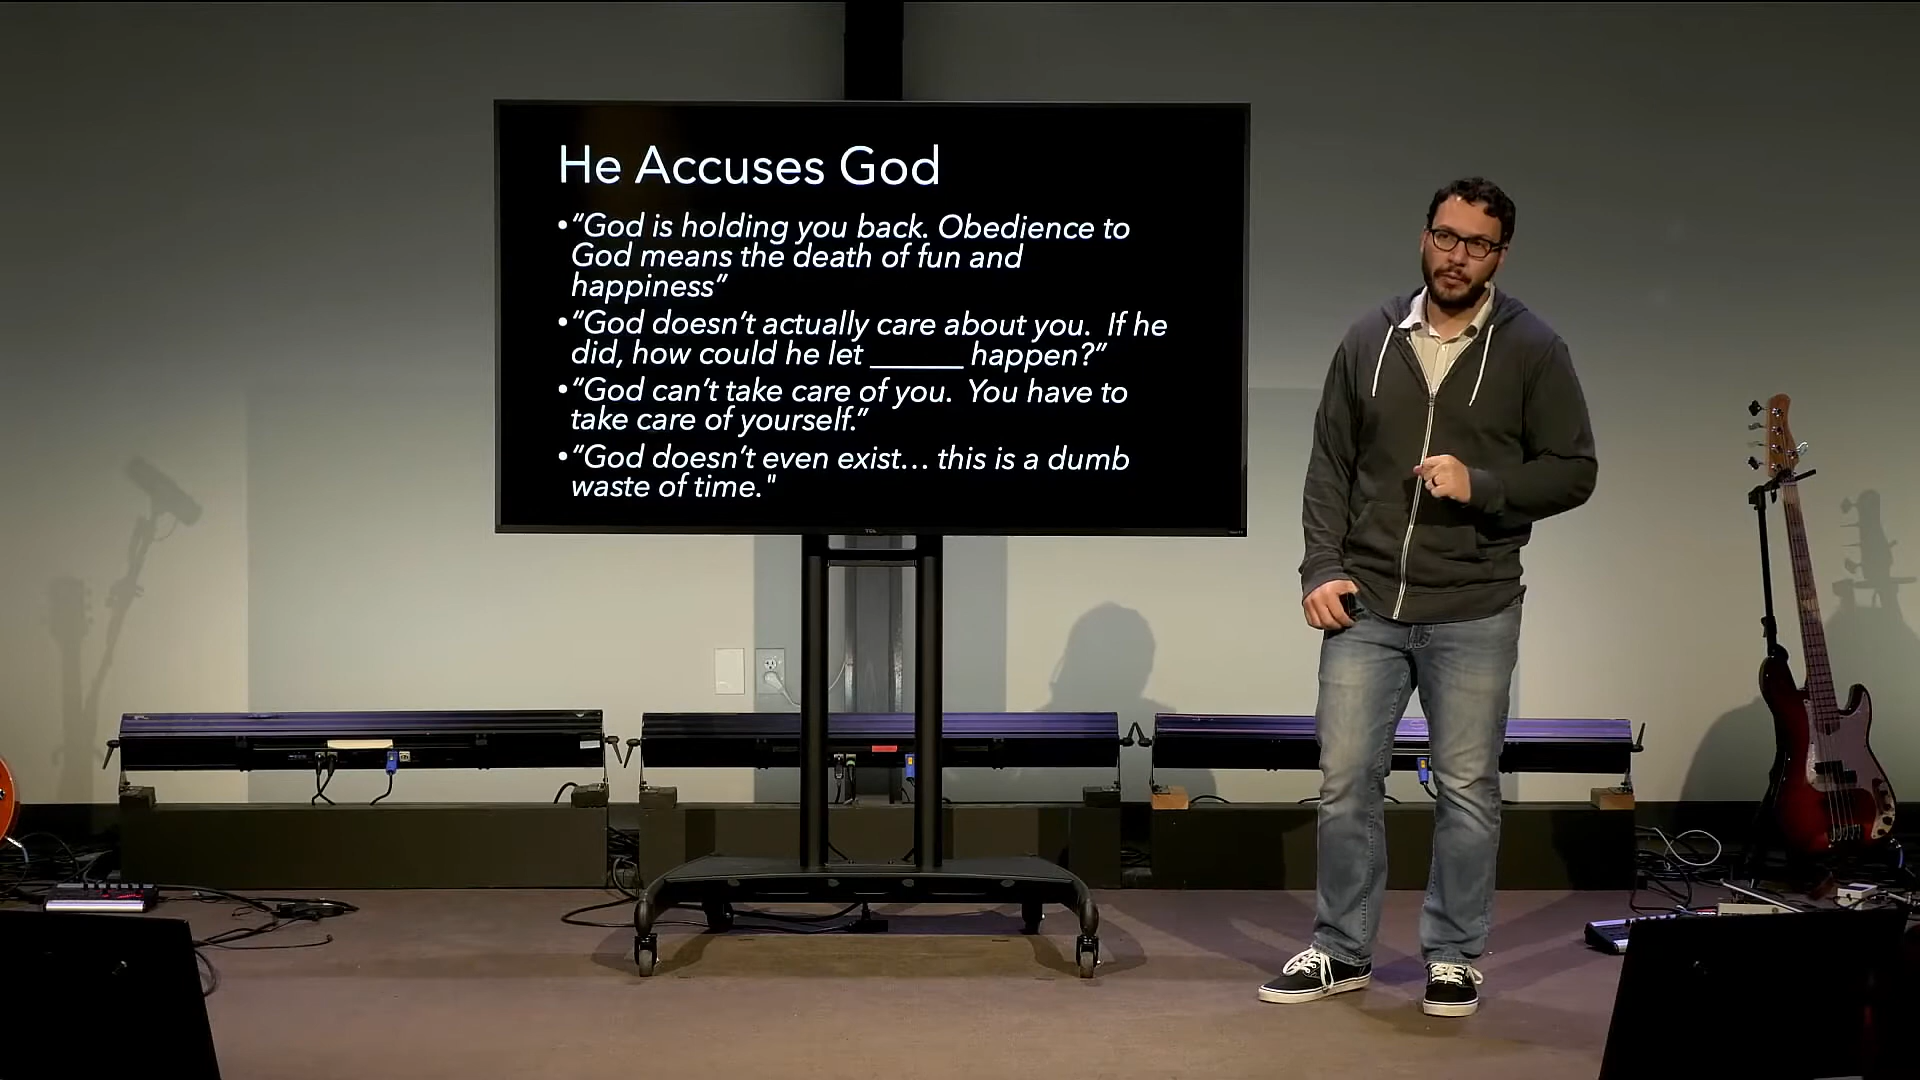 He Accuses God
•“God is holding you back. Obedience to
God means the death of fun and
happiness”
•“God doesn’t actually care about you.  If he
did, how could he let ______ happen?”
•“God can’t take care of you.  You have to
take care of yourself.”
•“God doesn’t even exist... this is a dumb
waste of time."
TCL